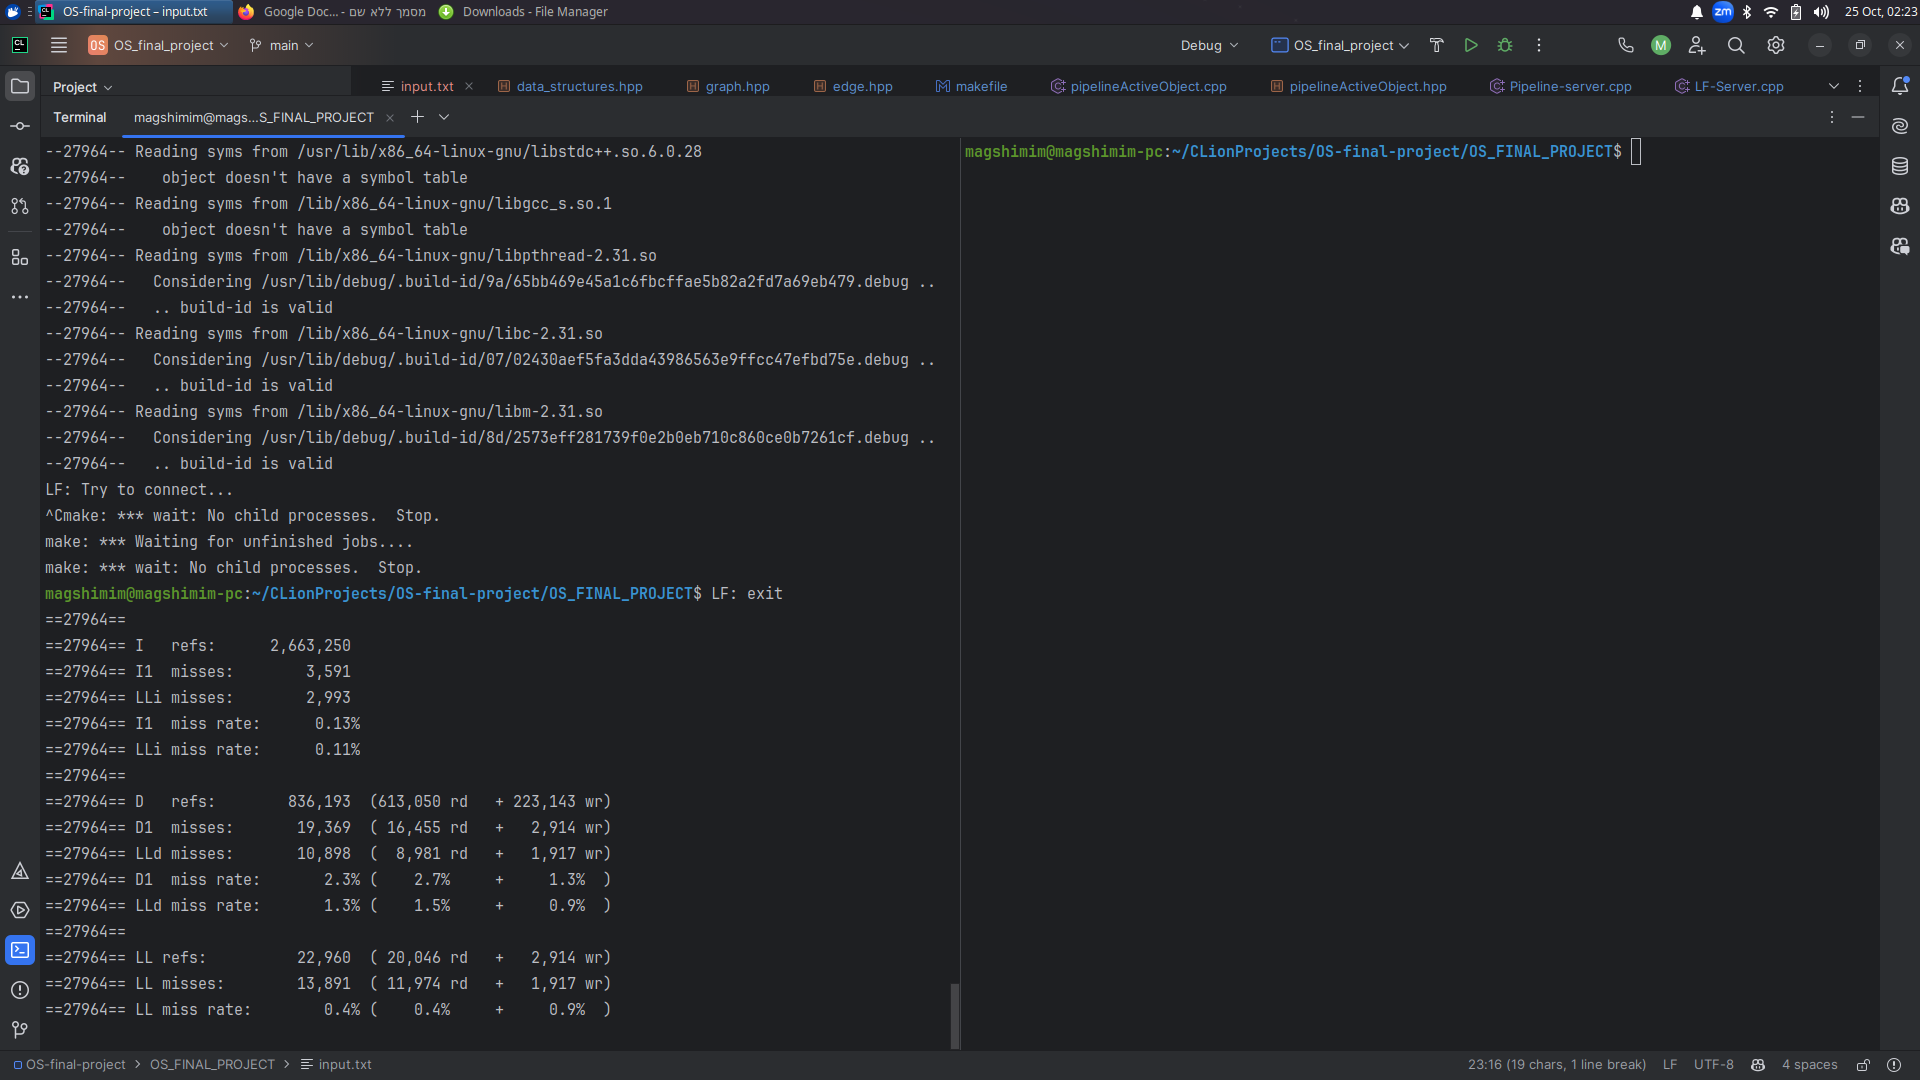 OS-final-project – input.txt
Google Doc... - מסמך ללא שם
Downloads - File Manager
zm
25 Oct, 02:23
CL
OS
OS_final_project
main
Debug
OS_final_project
M
Project
input.txt
data_structures.hpp
graph.hpp
edge.hpp
makefile
pipelineActiveObject.cpp
pipelineActiveObject.hpp
Pipeline-server.cpp
LF-Server.cpp
Terminal
magshimim@mags...S_FINAL_PROJECT
--27964-- Reading syms from /usr/lib/x86_64-linux-gnu/libstdc++.so.6.0.28
--27964--    object doesn't have a symbol table
--27964-- Reading syms from /lib/x86_64-linux-gnu/libgcc_s.so.1
--27964--    object doesn't have a symbol table
--27964-- Reading syms from /lib/x86_64-linux-gnu/libpthread-2.31.so
--27964--   Considering /usr/lib/debug/.build-id/9a/65bb469e45a1c6fbcffae5b82a2fd7a69eb479.debug ..
--27964--   .. build-id is valid
--27964-- Reading syms from /lib/x86_64-linux-gnu/libc-2.31.so
--27964--   Considering /usr/lib/debug/.build-id/07/02430aef5fa3dda43986563e9ffcc47efbd75e.debug ..
--27964--   .. build-id is valid
--27964-- Reading syms from /lib/x86_64-linux-gnu/libm-2.31.so
--27964--   Considering /usr/lib/debug/.build-id/8d/2573eff281739f0e2b0eb710c860ce0b7261cf.debug ..
--27964--   .. build-id is valid
LF: Try to connect...
^Cmake: *** wait: No child processes.  Stop.
make: *** Waiting for unfinished jobs....
make: *** wait: No child processes.  Stop.
magshimim@magshimim-pc:~/CLionProjects/OS-final-project/OS_FINAL_PROJECT$ LF: exit
==27964==
==27964== I   refs:      2,663,250
==27964== I1  misses:        3,591
==27964== LLi misses:        2,993
==27964== I1  miss rate:      0.13%
==27964== LLi miss rate:      0.11%
==27964==
==27964== D   refs:        836,193  (613,050 rd   + 223,143 wr)
==27964== D1  misses:       19,369  ( 16,455 rd   +   2,914 wr)
==27964== LLd misses:       10,898  (  8,981 rd   +   1,917 wr)
==27964== D1  miss rate:       2.3% (    2.7%     +     1.3%  )
==27964== LLd miss rate:       1.3% (    1.5%     +     0.9%  )
==27964==
==27964== LL refs:          22,960  ( 20,046 rd   +   2,914 wr)
==27964== LL misses:        13,891  ( 11,974 rd   +   1,917 wr)
==27964== LL miss rate:        0.4% (    0.4%     +     0.9%  )
magshimim@magshimim-pc:~/CLionProjects/OS-final-project/OS_FINAL_PROJECT$
OS-final-project > OS_FINAL_PROJECT > input.txt
23:16 (19 chars, 1 line break)
LF
UTF-8
4 spaces